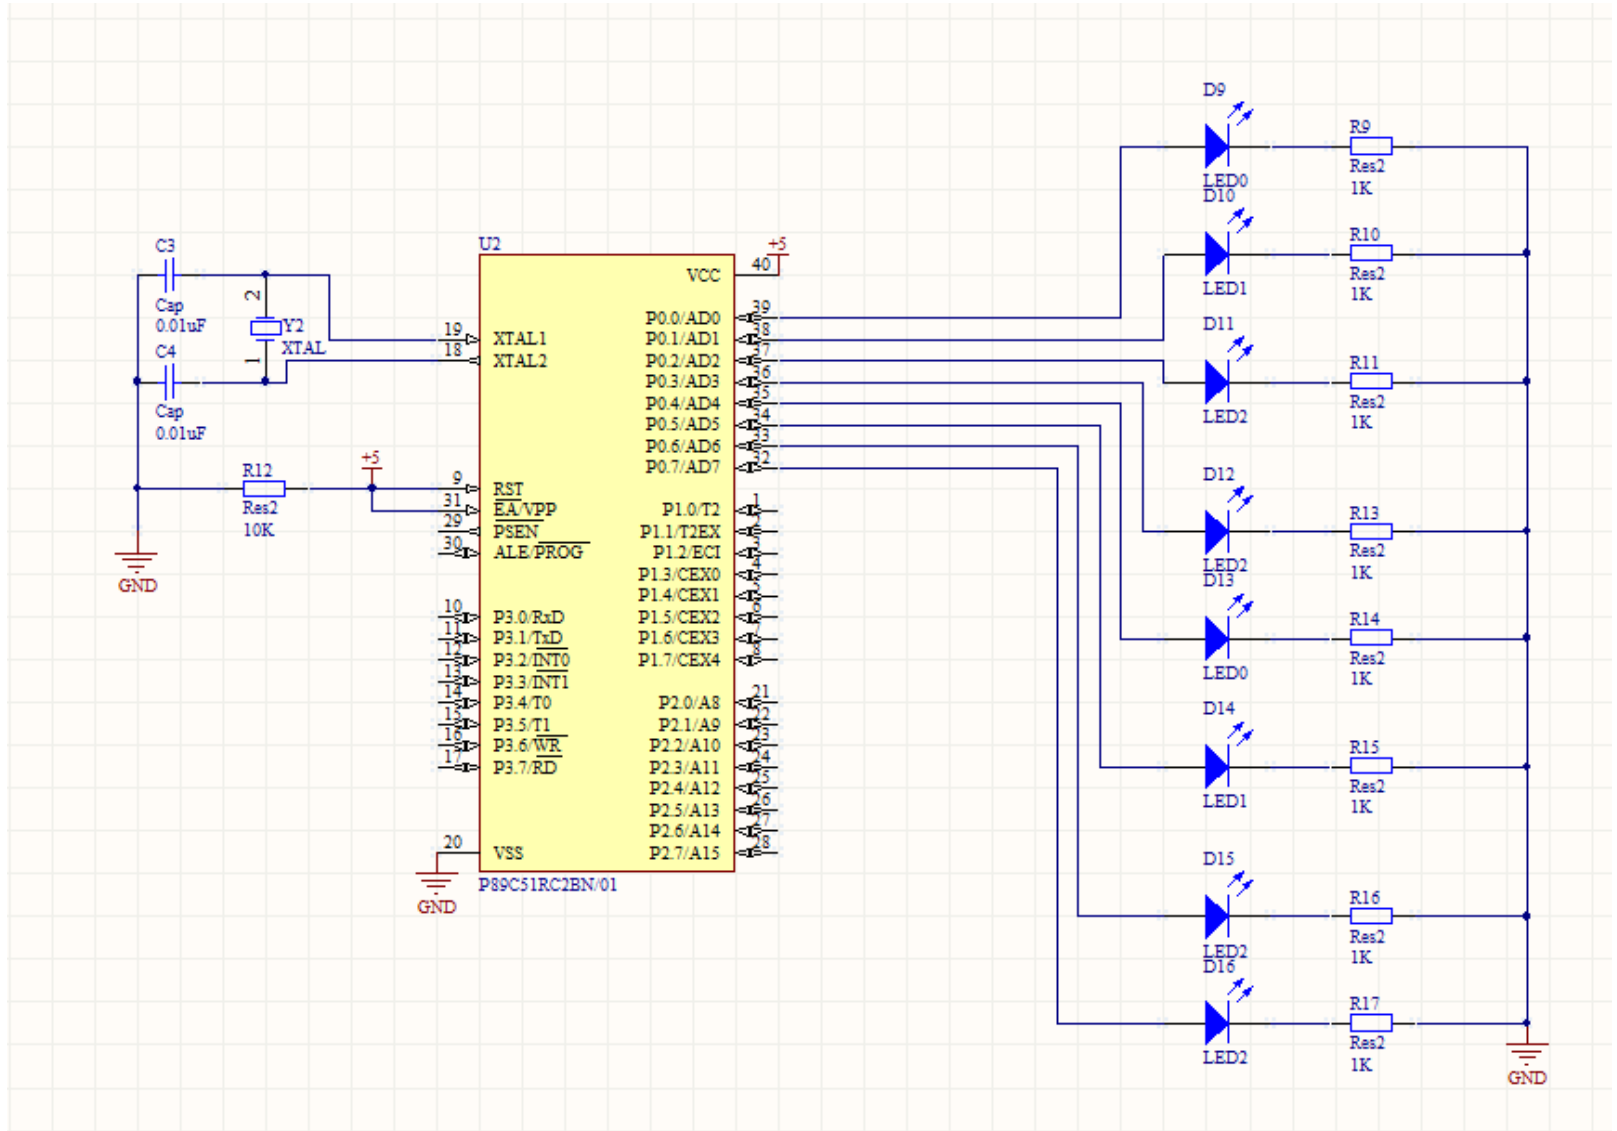 C3
Cap
0.01uF
C4
Cap
0.01uF
2
1
Y2
XTAL
R12
Res2
10K
+5
GND
U2
19 XTAL1
18 XTAL2
9 RST
31 EA/VPP
29 PSEN
30 ALE/PROG
10 P3.0/RxD
11 P3.1/TxD
12 P3.2/INT0
13 P3.3/INT1
14 P3.4/T0
15 P3.5/T1
16 P3.6/WR
17 P3.7/RD
20 VSS
GND
P89C51RC2BN/01
+5
VCC 40
P0.0/AD0 39
P0.1/AD1 38
P0.2/AD2 37
P0.3/AD3 36
P0.4/AD4 35
P0.5/AD5 34
P0.6/AD6 33
P0.7/AD7 32
P1.0/T2 1
P1.1/T2EX 2
P1.2/ECI 3
P1.3/CEX0 4
P1.4/CEX1 5
P1.5/CEX2 6
P1.6/CEX3 7
P1.7/CEX4 8
P2.0/A8 21
P2.1/A9 22
P2.2/A10 23
P2.3/A11 24
P2.4/A12 25
P2.5/A13 26
P2.6/A14 27
P2.7/A15 28
D9
LED0
R9
Res2
1K
D10
LED1
R10
Res2
1K
D11
LED2
R11
Res2
1K
D12
LED2
R13
Res2
1K
D13
LED0
R14
Res2
1K
D14
LED1
R15
Res2
1K
D15
LED2
R16
Res2
1K
D16
LED2
R17
Res2
1K
GND